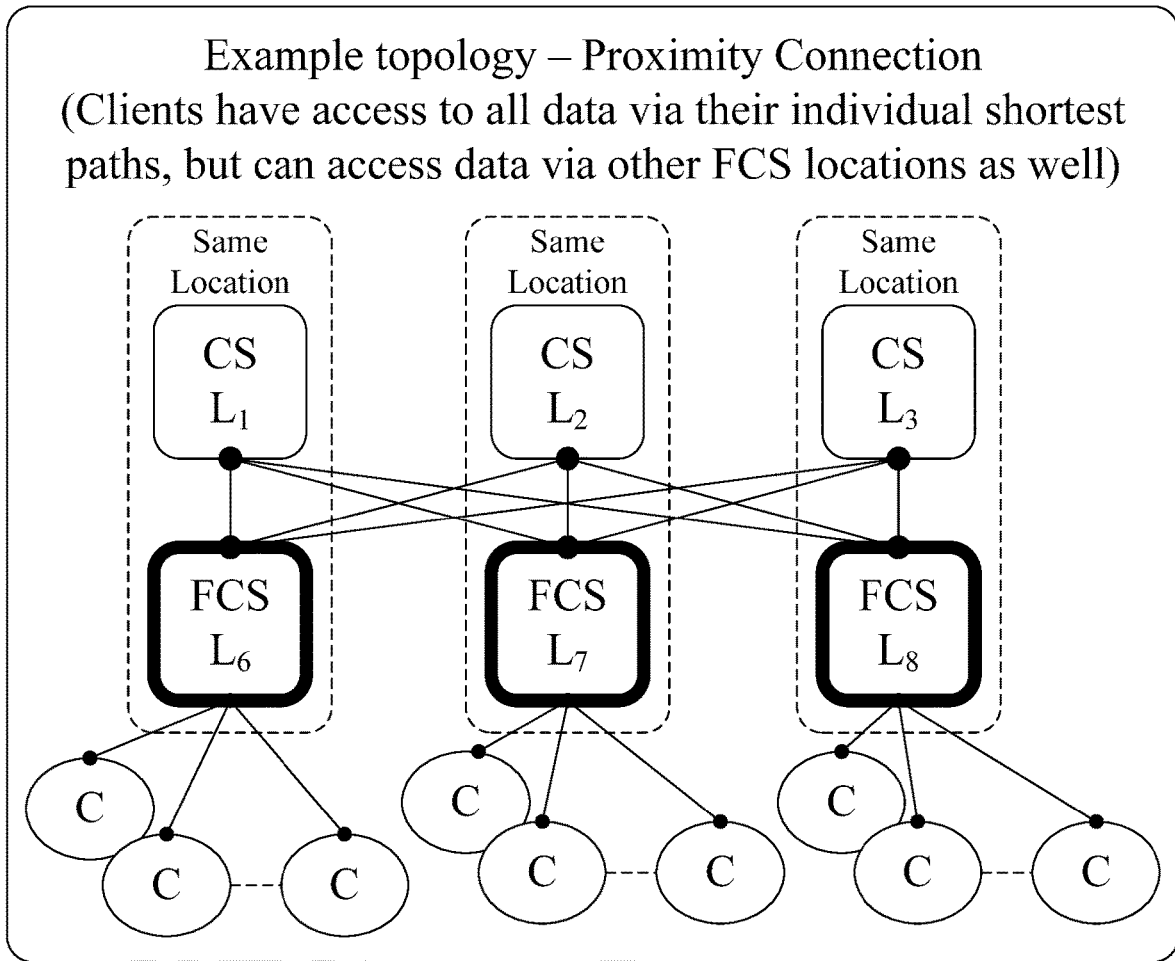 Example topology – Proximity Connection
(Clients have access to all data via their individual shortest
paths, but can access data via other FCS locations as well)
Same
Location
CS
L₁
Same
Location
CS
L₂
Same
Location
CS
L₃
FCS
L₆
FCS
L₇
FCS
L₈
C
C
C
C
C
C
C
C
C